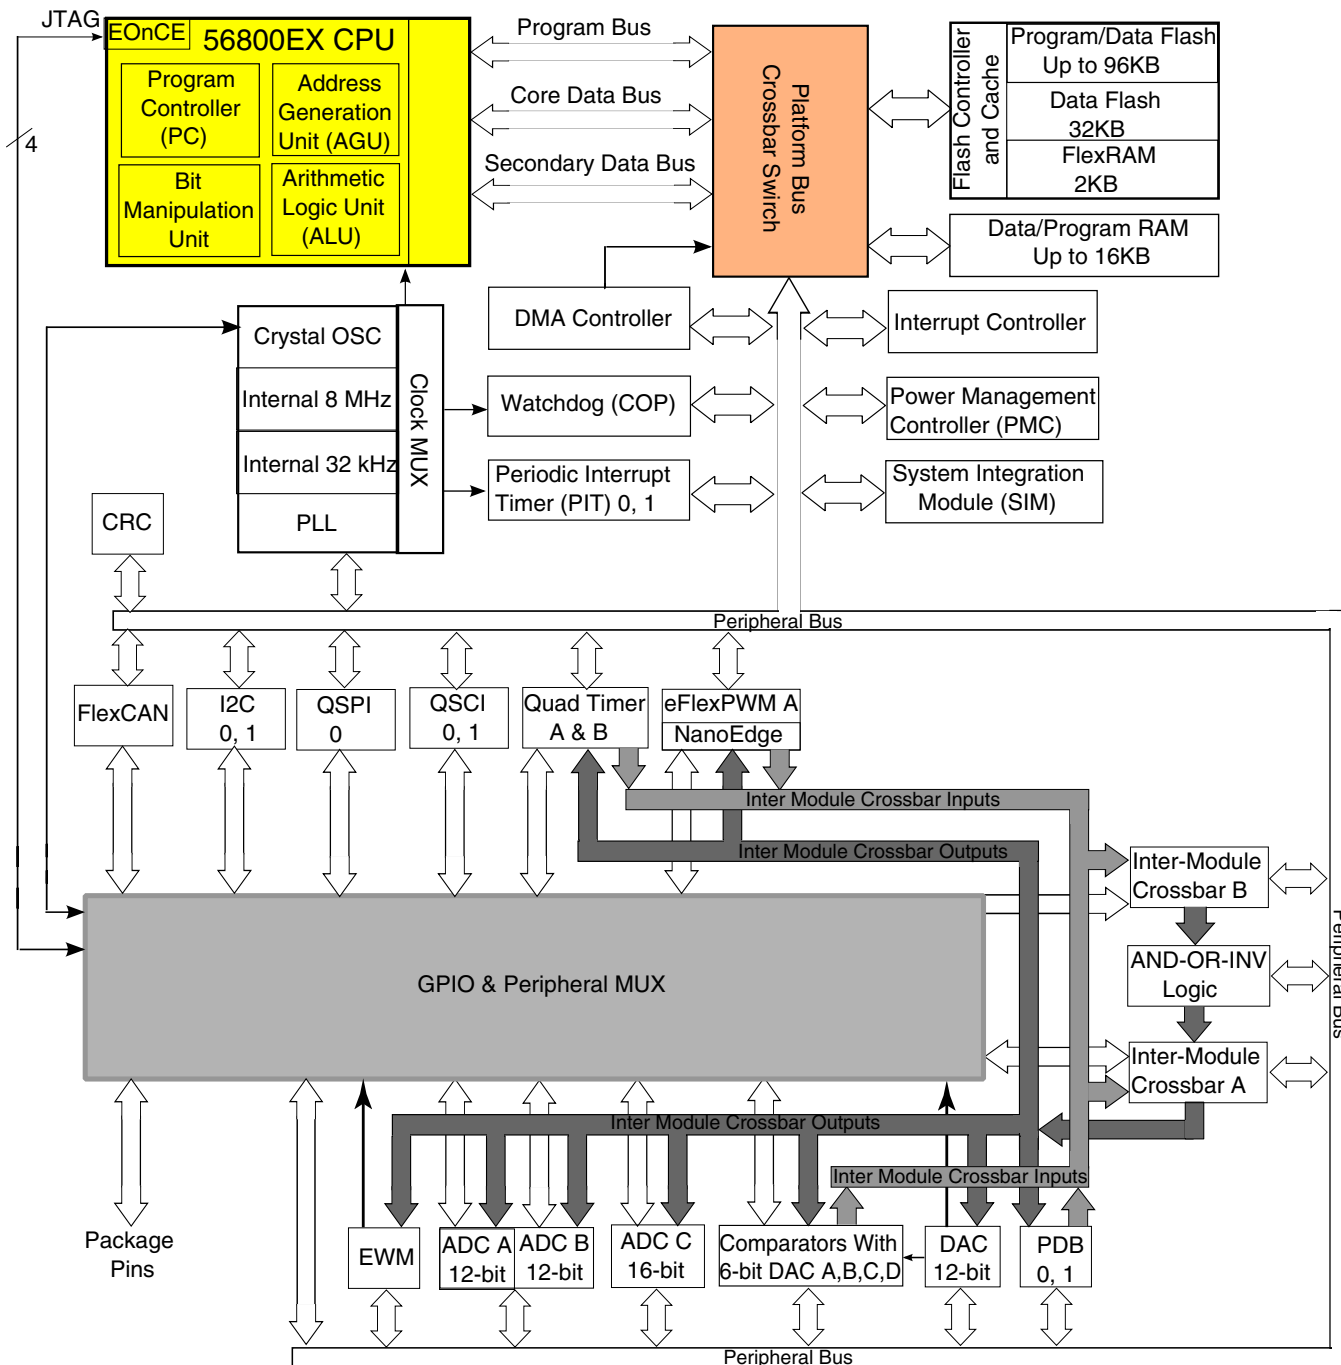 JTAG
4
EOnCE
56800EX CPU
Program
Controller
(PC)
Address
Generation
Unit (AGU)
Bit
Manipulation
Unit
Arithmetic
Logic Unit
(ALU)
Program Bus
Core Data Bus
Secondary Data Bus
Platform Bus
Crossbar Swirch
Flash Controller
and Cache
Program/Data Flash
Up to 96KB
Data Flash
32KB
FlexRAM
2KB
Data/Program RAM
Up to 16KB
Crystal OSC
Internal 8 MHz
Internal 32 kHz
PLL
Clock MUX
DMA Controller
Interrupt Controller
Watchdog (COP)
Power Management
Controller (PMC)
Periodic Interrupt
Timer (PIT) 0, 1
System Integration
Module (SIM)
CRC
Peripheral Bus
FlexCAN
I2C
0, 1
QSPI
0
QSCI
0, 1
Quad Timer
A & B
eFlexPWM A
NanoEdge
Inter Module Crossbar Inputs
Inter Module Crossbar Outputs
Inter-Module
Crossbar B
AND-OR-INV
Logic
Inter-Module
Crossbar A
Peripheral Bus
GPIO & Peripheral MUX
Inter Module Crossbar Outputs
Inter Module Crossbar Inputs
Package
Pins
EWM
ADC A
12-bit
ADC B
12-bit
ADC C
16-bit
Comparators With
6-bit DAC A,B,C,D
DAC
12-bit
PDB
0, 1
Peripheral Bus